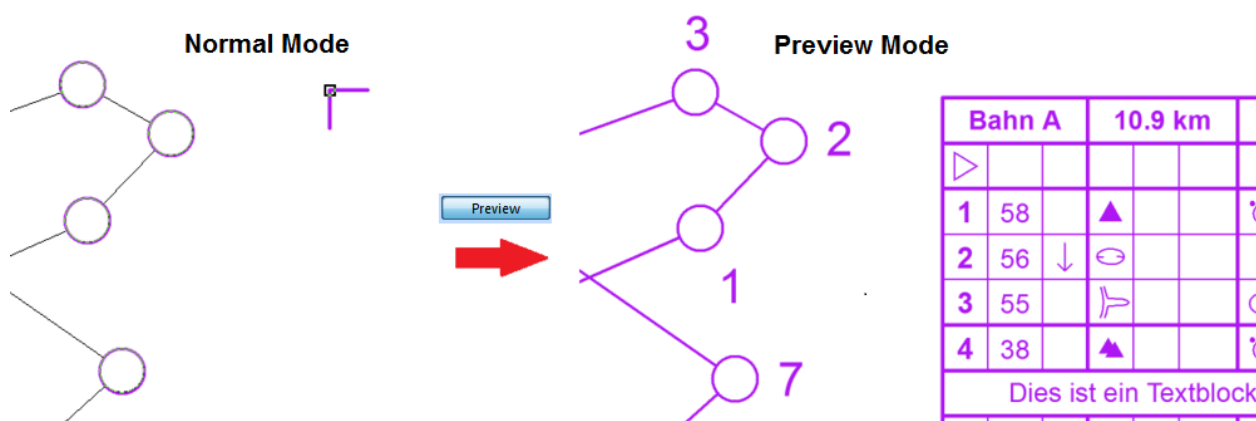 Normal Mode
Preview
3
2
1
7
Preview Mode
Bahn A 10.9 km
1 58
2 56
3 55
4 38
Dies ist ein Textblock